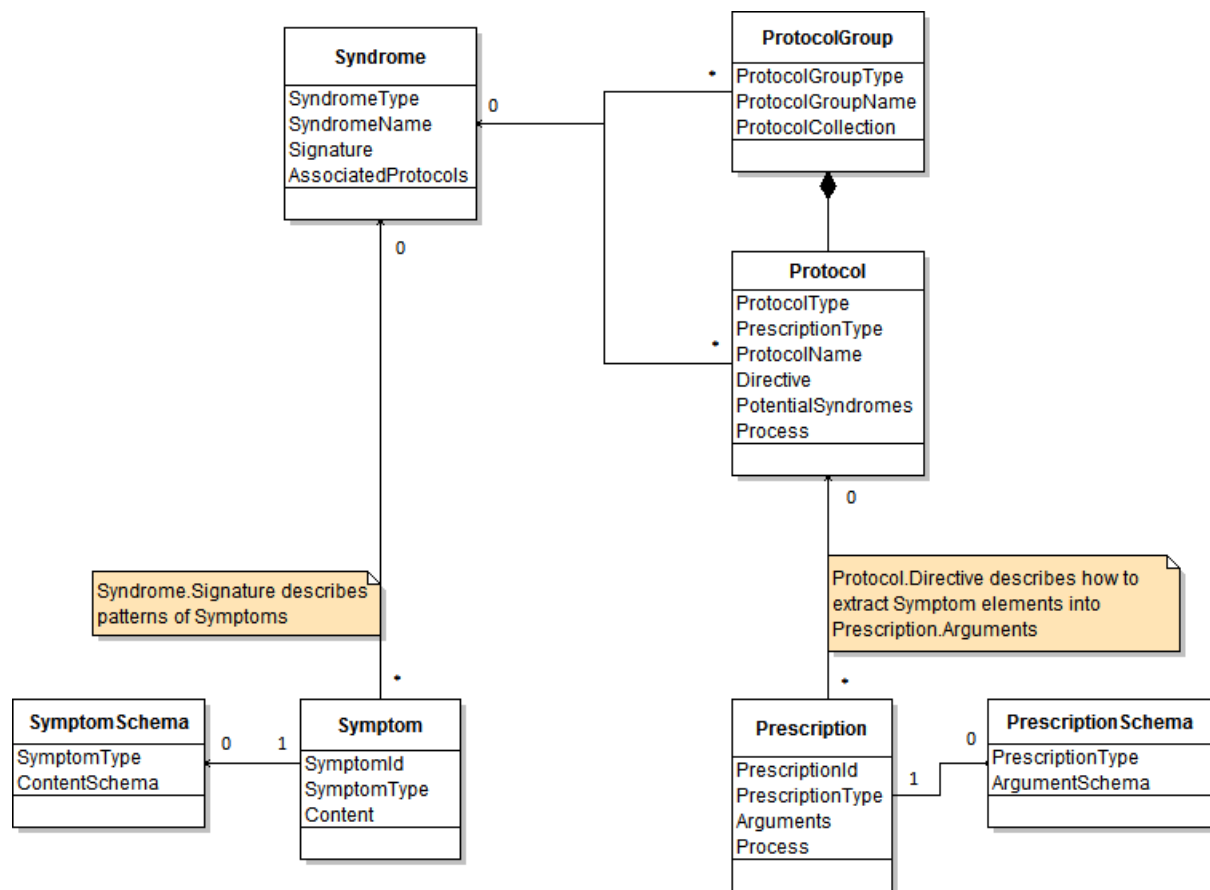 Syndrome
SyndromeType
SyndromeName
Signature
AssociatedProtocols
ProtocolGroup
ProtocolGroupType
ProtocolGroupName
ProtocolCollection
*
0
Protocol
ProtocolType
PrescriptionType
ProtocolName
Directive
PotentialSyndromes
Process
*
0
0
Syndrome.Signature describes
patterns of Symptoms
Protocol.Directive describes how to
extract Symptom elements into
Prescription.Arguments
*
*
SymptomSchema
SymptomType
ContentSchema
0
1
Symptom
SymptomId
SymptomType
Content
Prescription
PrescriptionId
PrescriptionType
Arguments
Process
1
0
PrescriptionSchema
PrescriptionType
ArgumentSchema